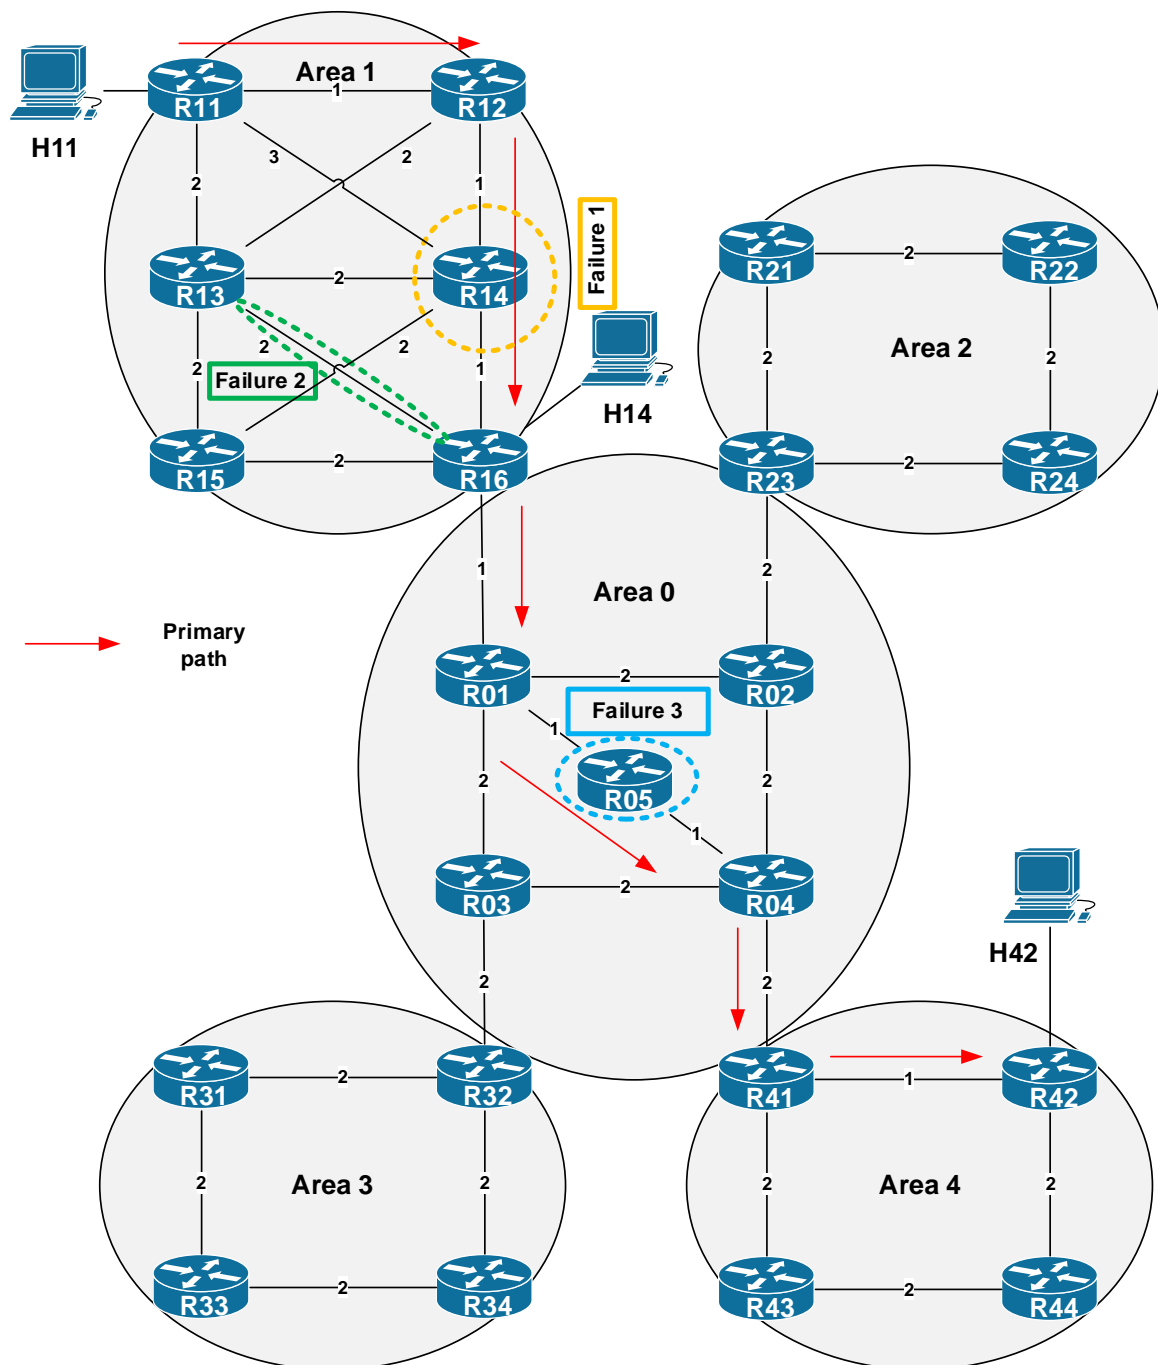 Area 1
R11
1
R12
H11
3
2
2
1
Failure 1
R13
2
R14
R21
2
R22
2
2
2
Failure 2
2
1
H14
2
Area 2
2
R15
2
R16
R23
2
R24
1
Area 0
2
Primary
path
R01
2
R02
Failure 3
1
2
R05
2
1
R03
2
R04
H42
2
2
R31
2
R32
R41
1
R42
2
Area 3
2
2
Area 4
2
R33
2
R34
R43
2
R44